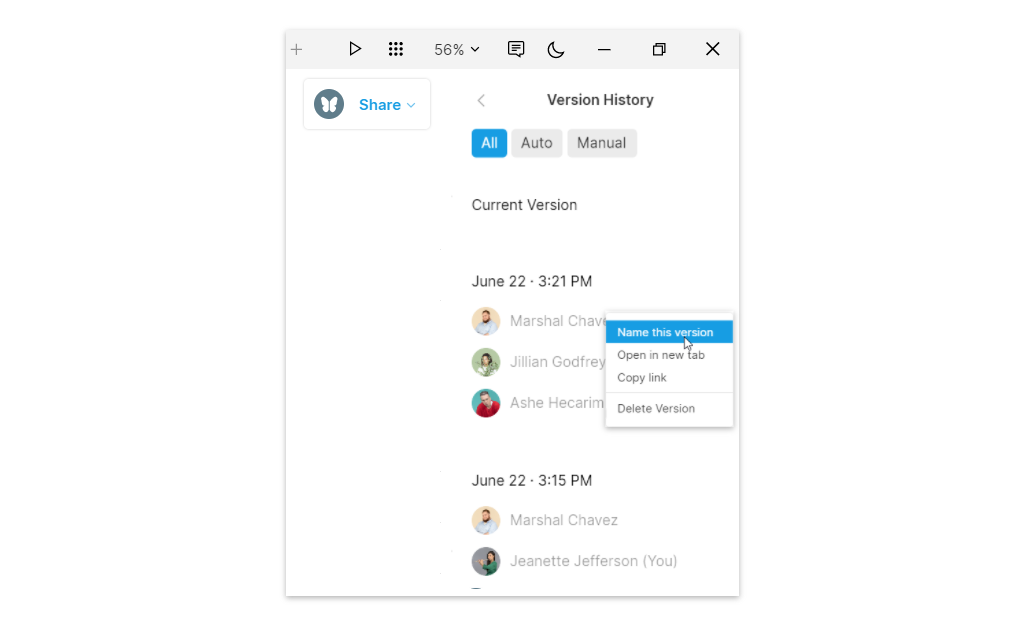 56%
Share
Version History
All Auto Manual
Current Version
June 22 · 3:21 PM
Marshal Chave
Name this version
Open in new tab
Jillian Godfrey
Copy link
Ashe Hecarim
Delete Version
June 22 · 3:15 PM
Marshal Chavez
Jeanette Jefferson (You)